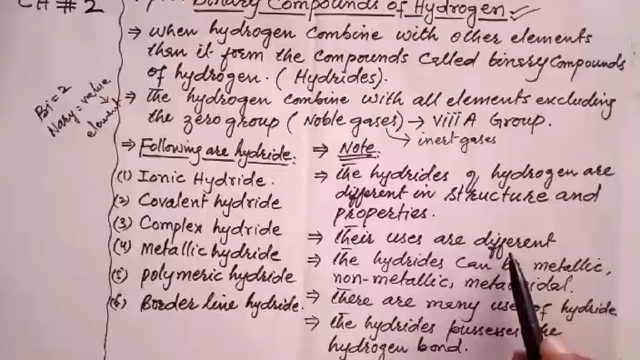 CH # 2
Binary Compounds of Hydrogen
⇒ when hydrogen combine with other elements
than it form the compounds called binary compounds
of hydrogen. (Hydrides).
Bi = 2
Nary = value
element
⇒ the hydrogen combine with all elements excluding
the zero group (Noble gases) → VIII A Group.
inert gases
⇒ Following are hydride:
(1) Ionic Hydride.
(2) Covalent hydride
(3) Complex hydride
(4) Metallic hydride
(5) polymeric hydride
(6) Border line hydride.
⇒ Note:
⇒ the hydrides of hydrogen are
different in structure and
properties.
⇒ Their uses are different
⇒ The hydrides can metallic,
non-metallic,
⇒ there are many of hydride
⇒ the hydrides
hydrogen bond.